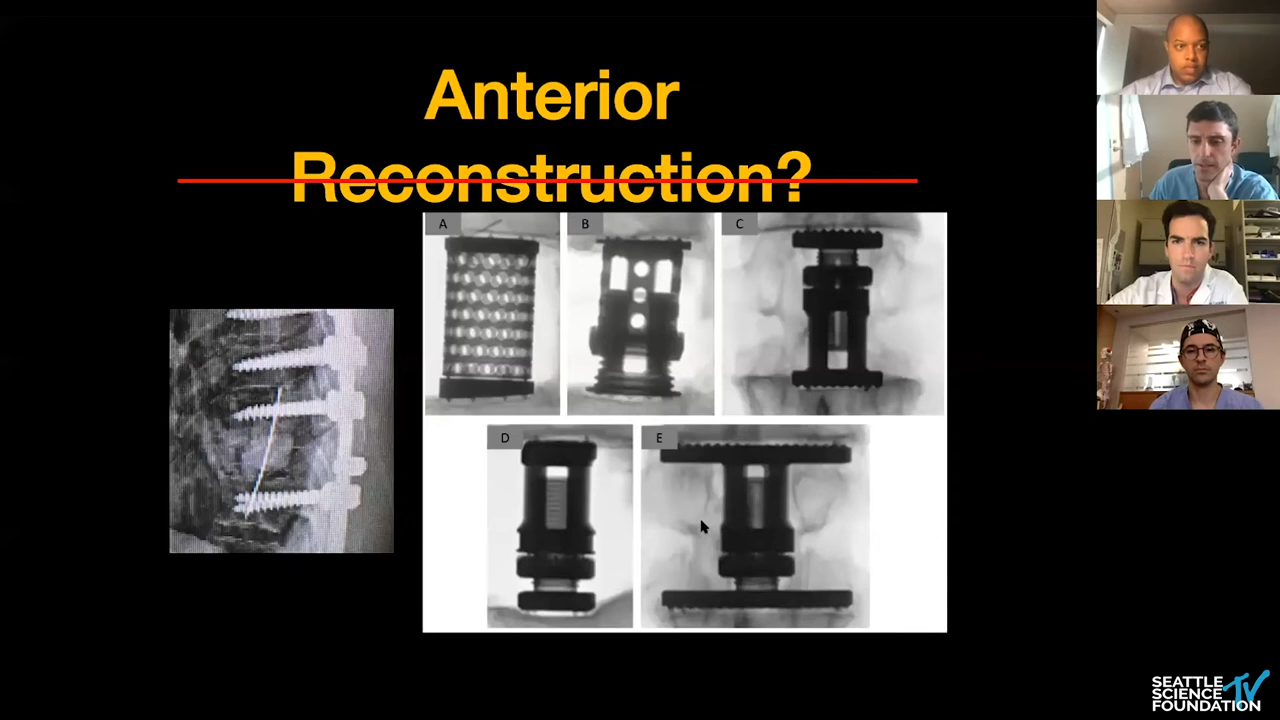 Anterior
Reconstruction?
A
B
C
D
E
SEATTLE
SCIENCE
FOUNDATION
TV